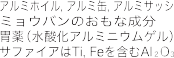 アルミホイル, アルミ缶, アルミサッシ
ミョウバンのおもな成分
胃薬(水酸化アルミニウムゲル)
サファイアはTi, Feを含むAl₂O₃